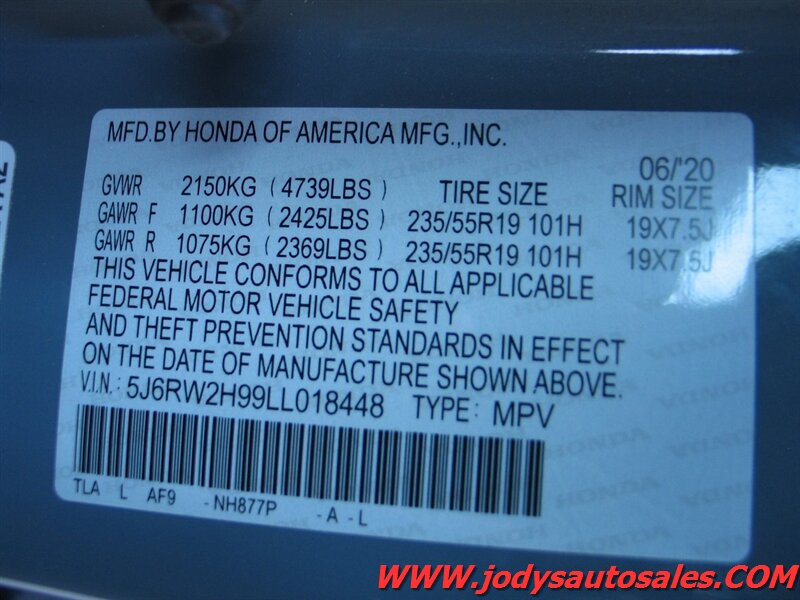 MFD.BY HONDA OF AMERICA MFG.,INC.
06/'20
GVWR 2150KG ( 4739LBS ) TIRE SIZE RIM SIZE
GAWR F 1100KG ( 2425LBS ) 235/55R19 101H 19X7.5J
GAWR R 1075KG ( 2369LBS ) 235/55R19 101H 19X7.5J
THIS VEHICLE CONFORMS TO ALL APPLICABLE
FEDERAL MOTOR VEHICLE SAFETY
AND THEFT PREVENTION STANDARDS IN EFFECT
ON THE DATE OF MANUFACTURE SHOWN ABOVE.
V.I.N.: 5J6RW2H99LL018448 TYPE: MPV
TLA L AF9 -NH877P -A-L
WWW.jodysautosales.COM